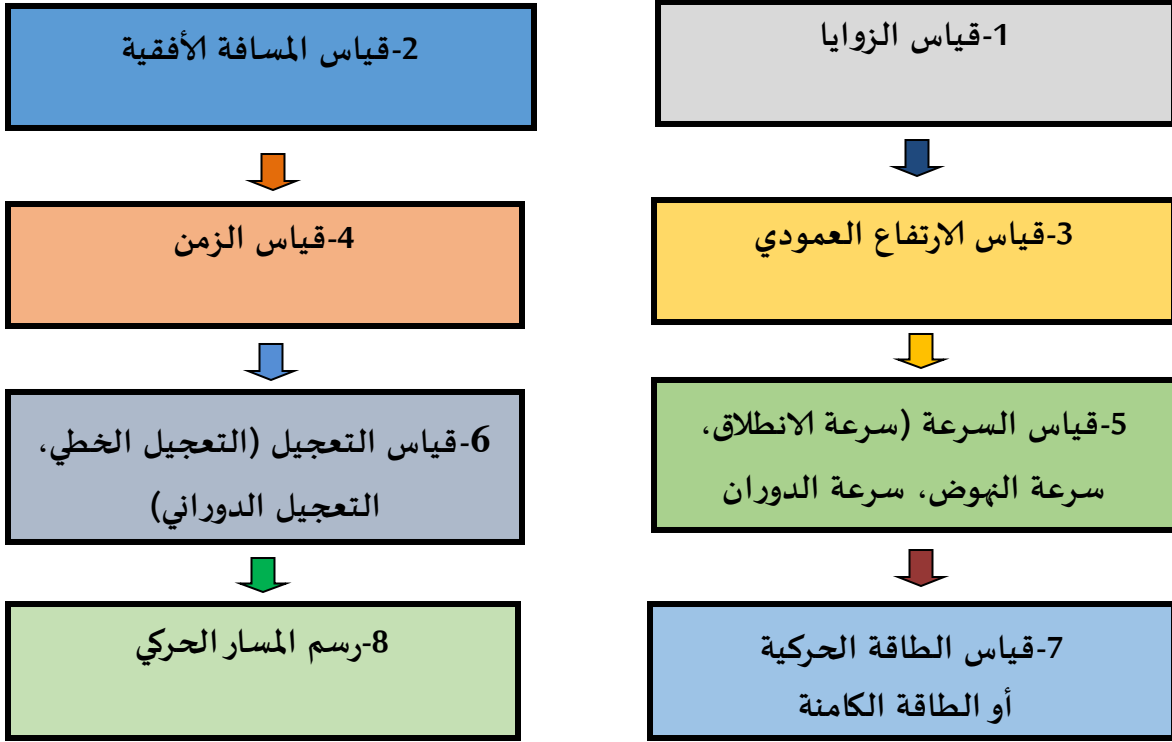 1-قياس الزوايا
2-قياس المسافة الأفقية
3-قياس الارتفاع العمودي
4-قياس الزمن
5-قياس السرعة (سرعة الانطلاق،
سرعة النهوض، سرعة الدوران
6-قياس التعجيل (التعجيل الخطي،
التعجيل الدوراني)
7-قياس الطاقة الحركية
أو الطاقة الكامنة
8-رسم المسار الحركي